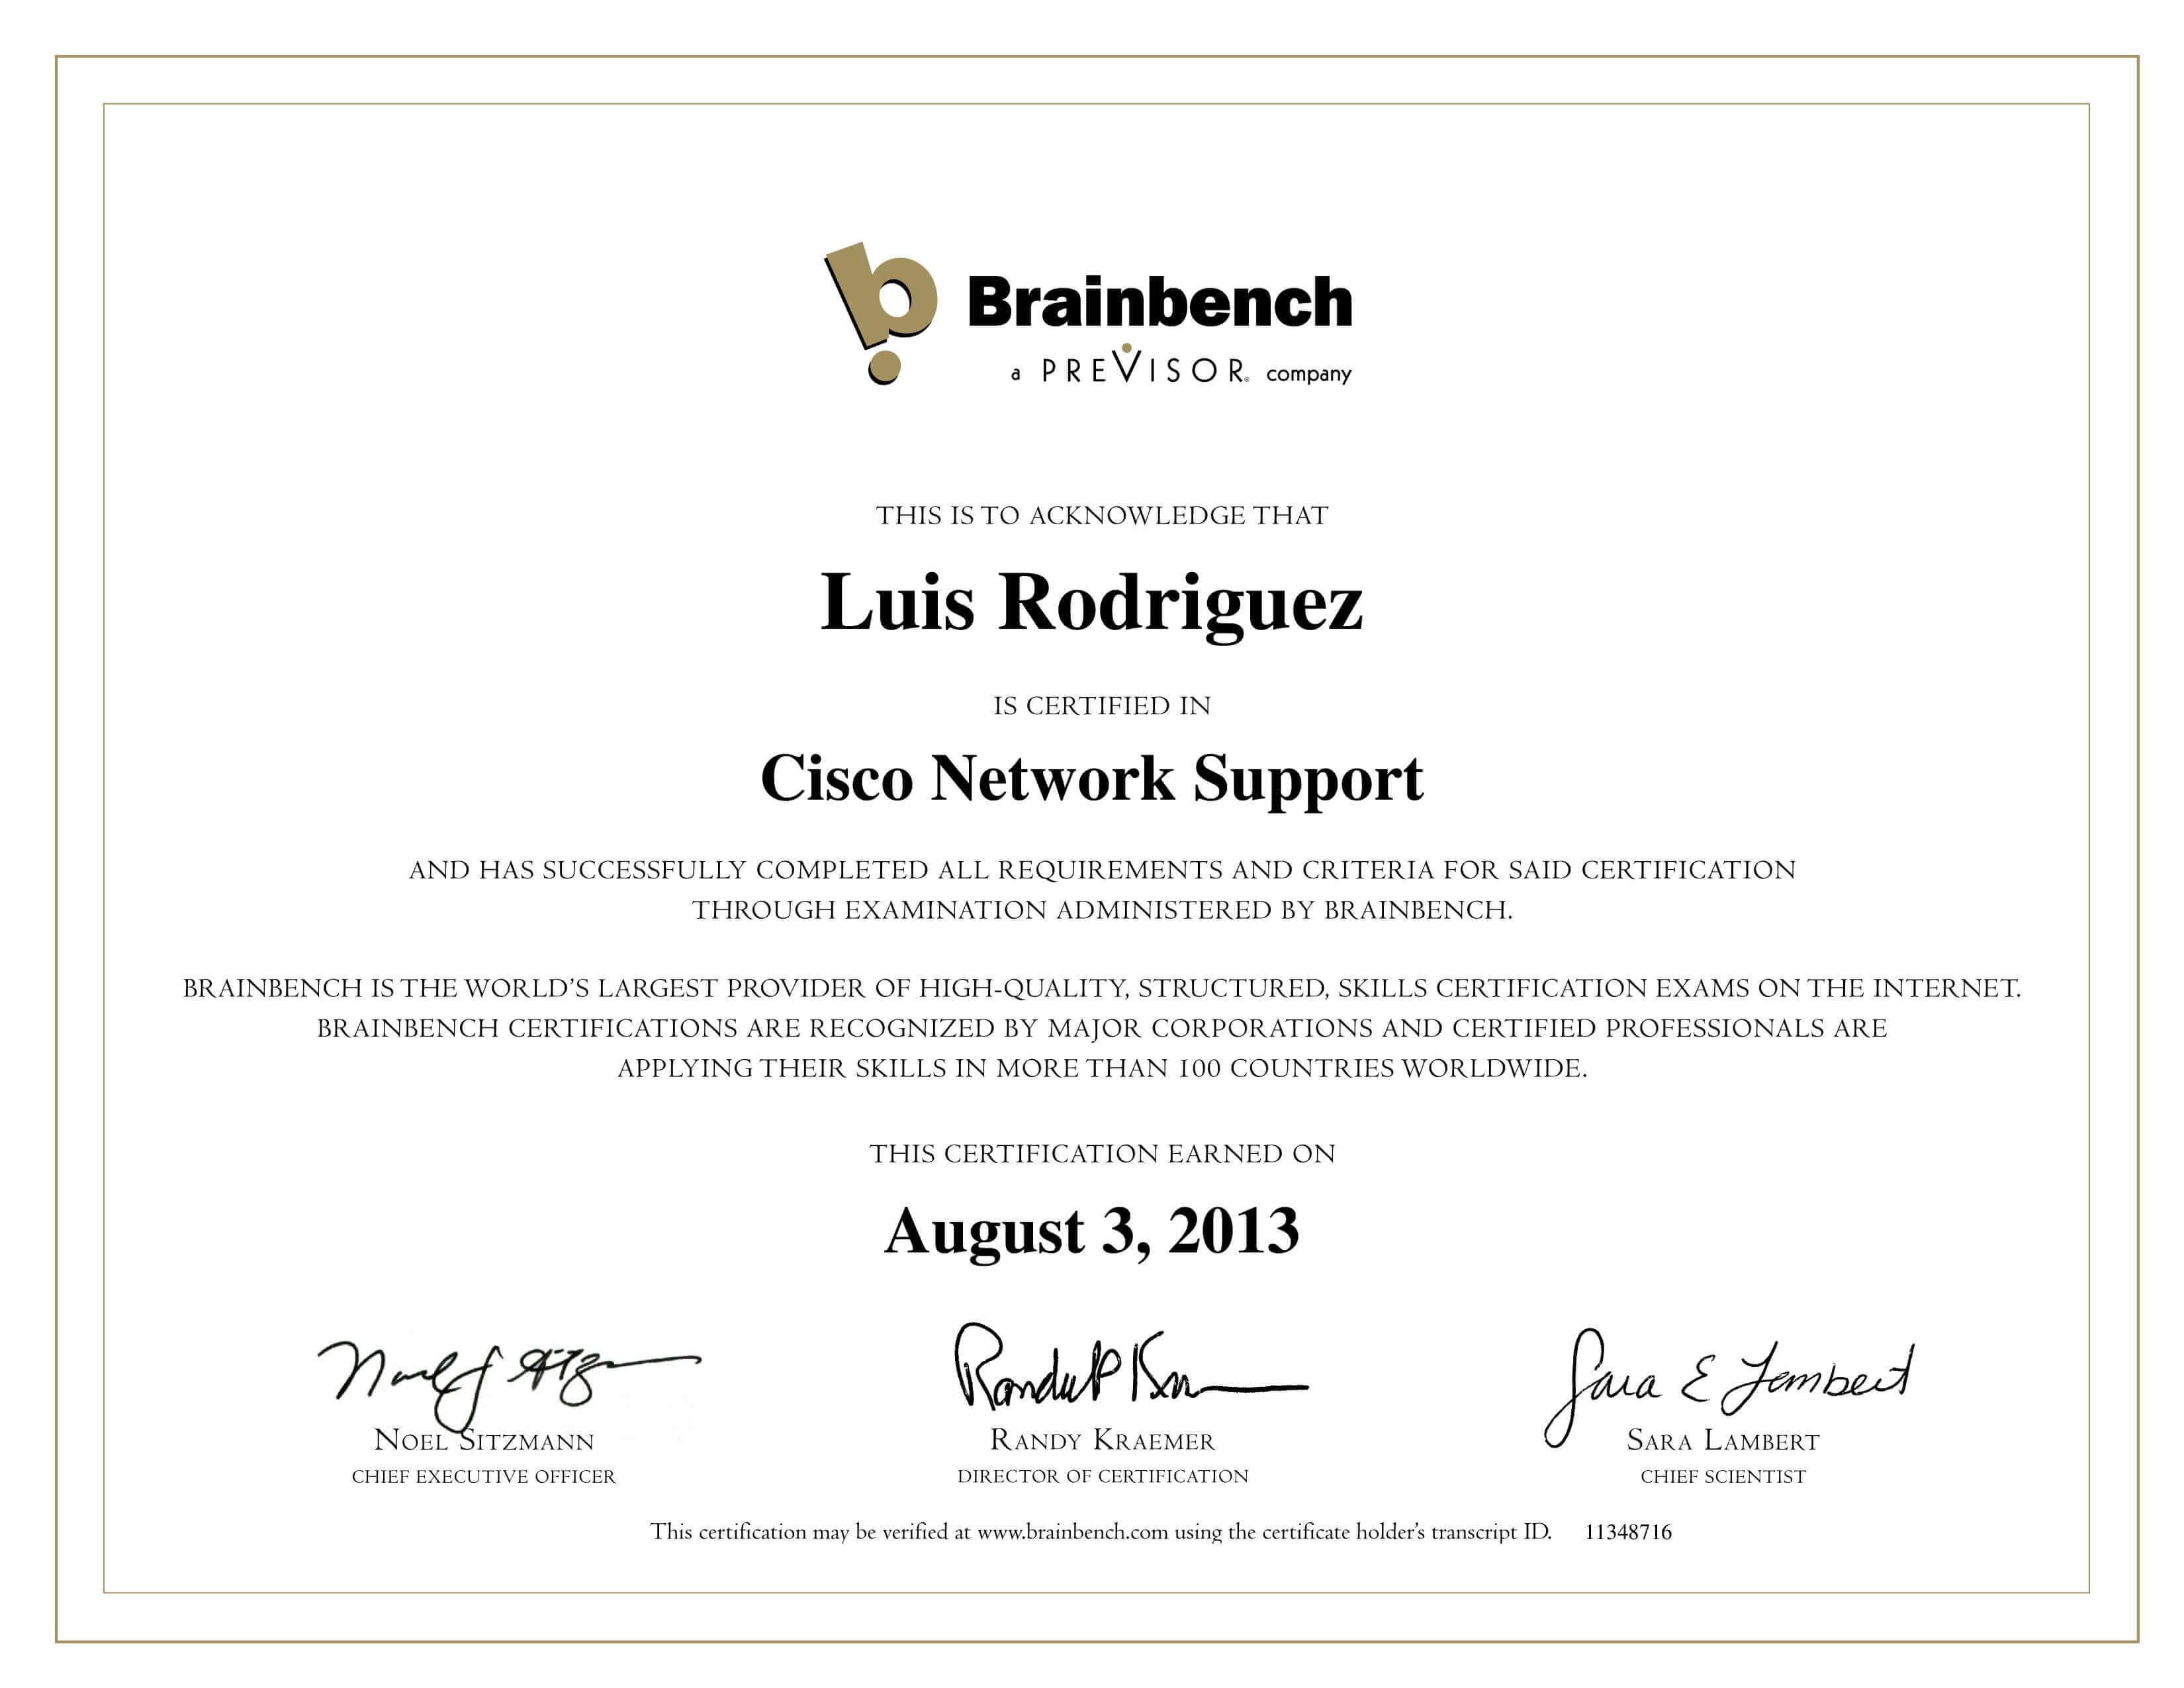 Brainbench
a PREVISOR® company
THIS IS TO ACKNOWLEDGE THAT
Luis Rodriguez
IS CERTIFIED IN
Cisco Network Support
AND HAS SUCCESSFULLY COMPLETED ALL REQUIREMENTS AND CRITERIA FOR SAID CERTIFICATION
THROUGH EXAMINATION ADMINISTERED BY BRAINBENCH.
BRAINBENCH IS THE WORLD'S LARGEST PROVIDER OF HIGH-QUALITY, STRUCTURED, SKILLS CERTIFICATION EXAMS ON THE INTERNET.
BRAINBENCH CERTIFICATIONS ARE RECOGNIZED BY MAJOR CORPORATIONS AND CERTIFIED PROFESSIONALS ARE
APPLYING THEIR SKILLS IN MORE THAN 100 COUNTRIES WORLDWIDE.
THIS CERTIFICATION EARNED ON
August 3, 2013
Sara E Lambert
NOEL SITZMANN RANDY KRAEMER SARA LAMBERT
CHIEF EXECUTIVE OFFICER DIRECTOR OF CERTIFICATION CHIEF SCIENTIST
This certification may be verified at www.brainbench.com using the certificate holder's transcript ID. 11348716